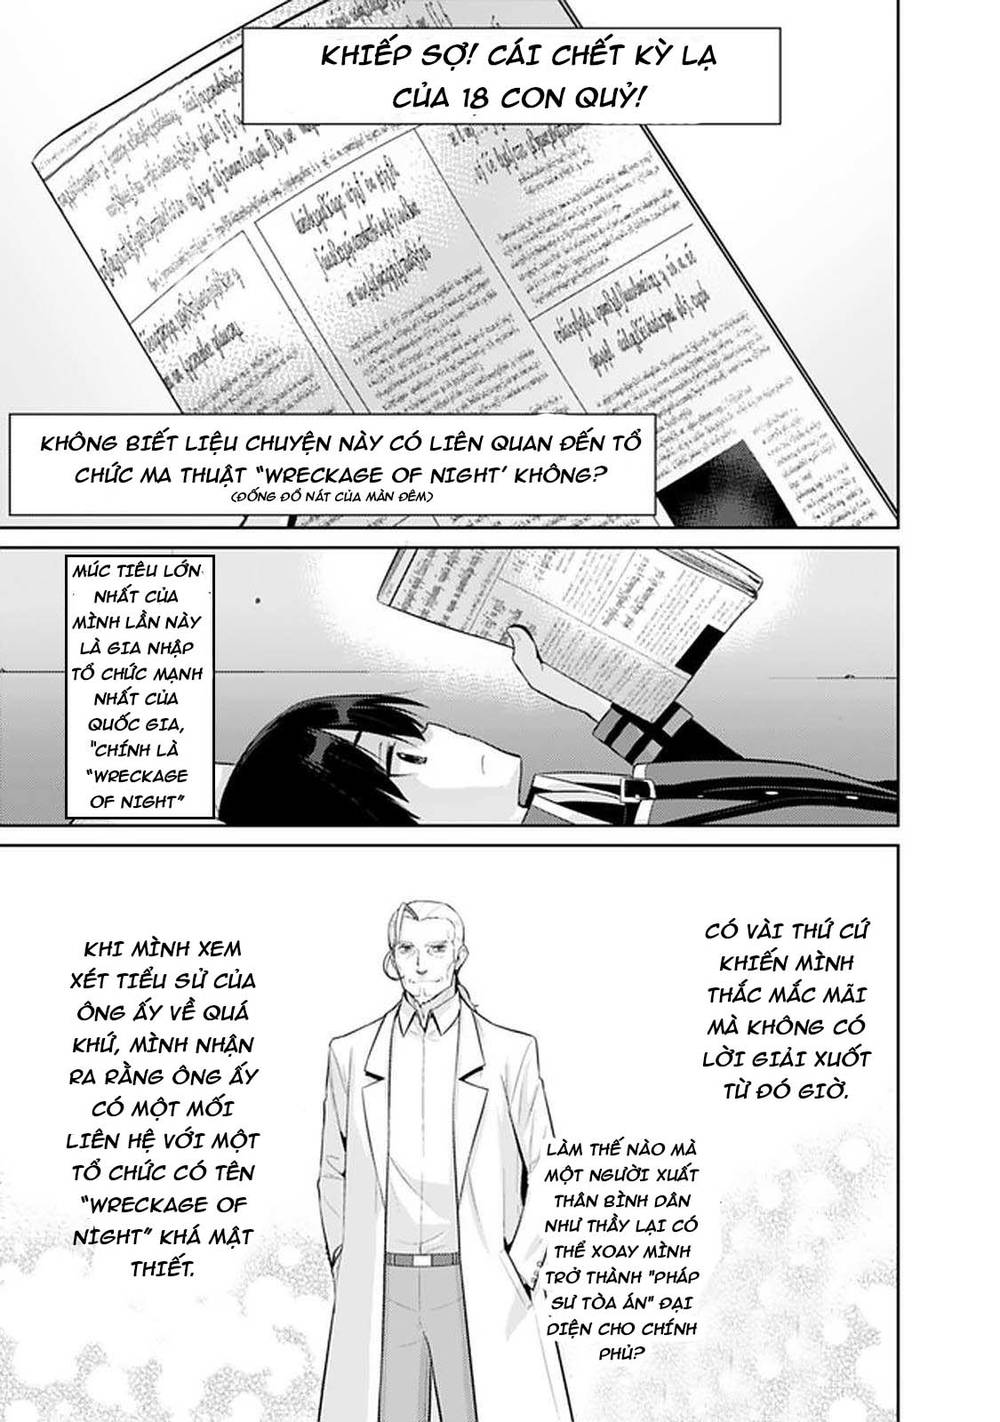 KHIẾP SỢ! CÁI CHẾT KỲ LẠ
CỦA 18 CON QUỶ!
KHÔNG BIẾT LIỆU CHUYỆN NÀY CÓ LIÊN QUAN ĐẾN TỔ
CHỨC MA THUẬT “WRECKAGE OF NIGHT’ KHÔNG?
(ĐỐNG ĐỔ NÁT CỦA MÀN ĐÊM)
MÚC TIÊU LỚN
NHẤT CỦA
MÌNH LẦN NÀY
LÀ GIA NHẬP
TỔ CHỨC MẠNH
NHẤT CỦA
QUỐC GIA,
"CHÍNH LÀ
“WRECKAGE
OF NIGHT”
CÓ VÀI THỨ CỨ
KHIẾN MÌNH
THẮC MẮC MÃI
MÀ KHÔNG CÓ
LỜI GIẢI XUỐT
TỪ ĐÓ GIỜ.
LÀM THẾ NÀO MÀ
MỘT NGƯỜI XUẤT
THÂN BÌNH DÂN
NHƯ THẦY LẠI CÓ
THỂ XOAY MÌNH
TRỞ THÀNH "PHÁP
SƯ TÒA ÁN" ĐẠI
DIỆN CHO CHÍNH
PHỦ?
KHI MÌNH XEM
XÉT TIỂU SỬ CỦA
ÔNG ẤY VỀ QUÁ
KHỨ, MÌNH NHẬN
RA RẰNG ÔNG ẤY
CÓ MỘT MỐI
LIÊN HỆ VỚI MỘT
TỔ CHỨC CÓ TÊN
“WRECKAGE OF
NIGHT” KHÁ MẬT
THIẾT.